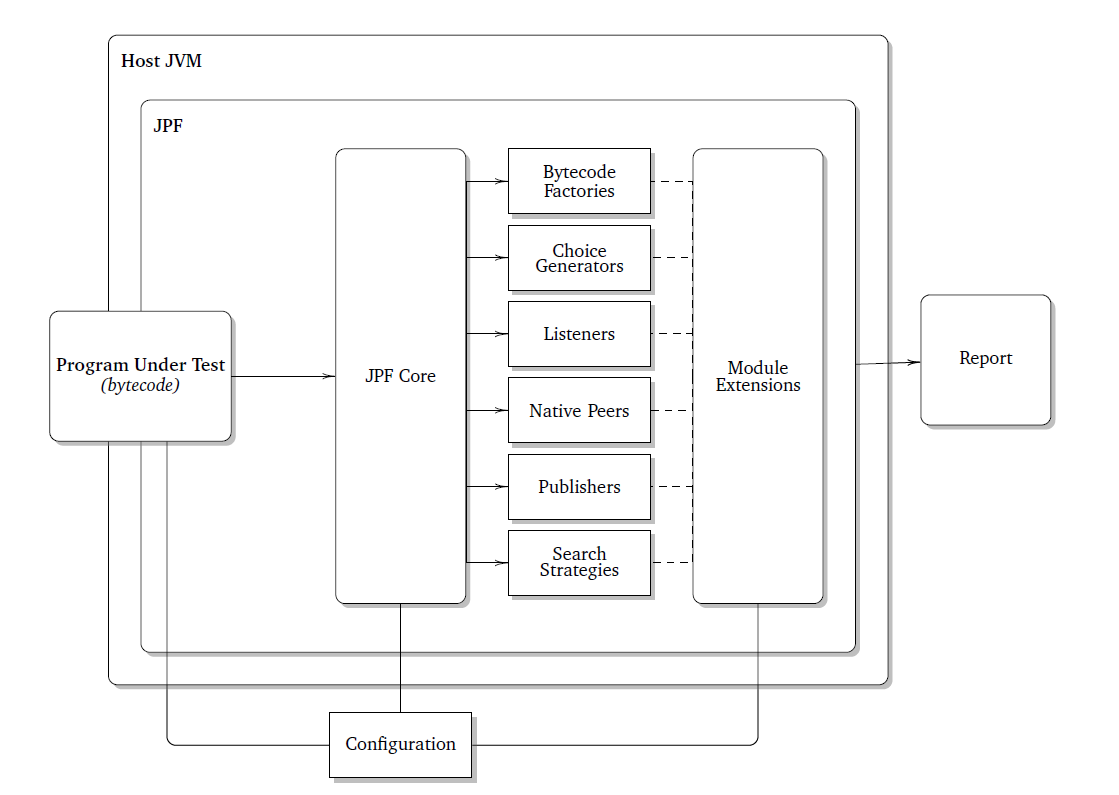 Host JVM
JPF
Bytecode
Factories
Choice
Generators
Listeners
Program Under Test
(bytecode)
JPF Core
Native Peers
Module
Extensions
Report
Publishers
Search
Strategies
Configuration